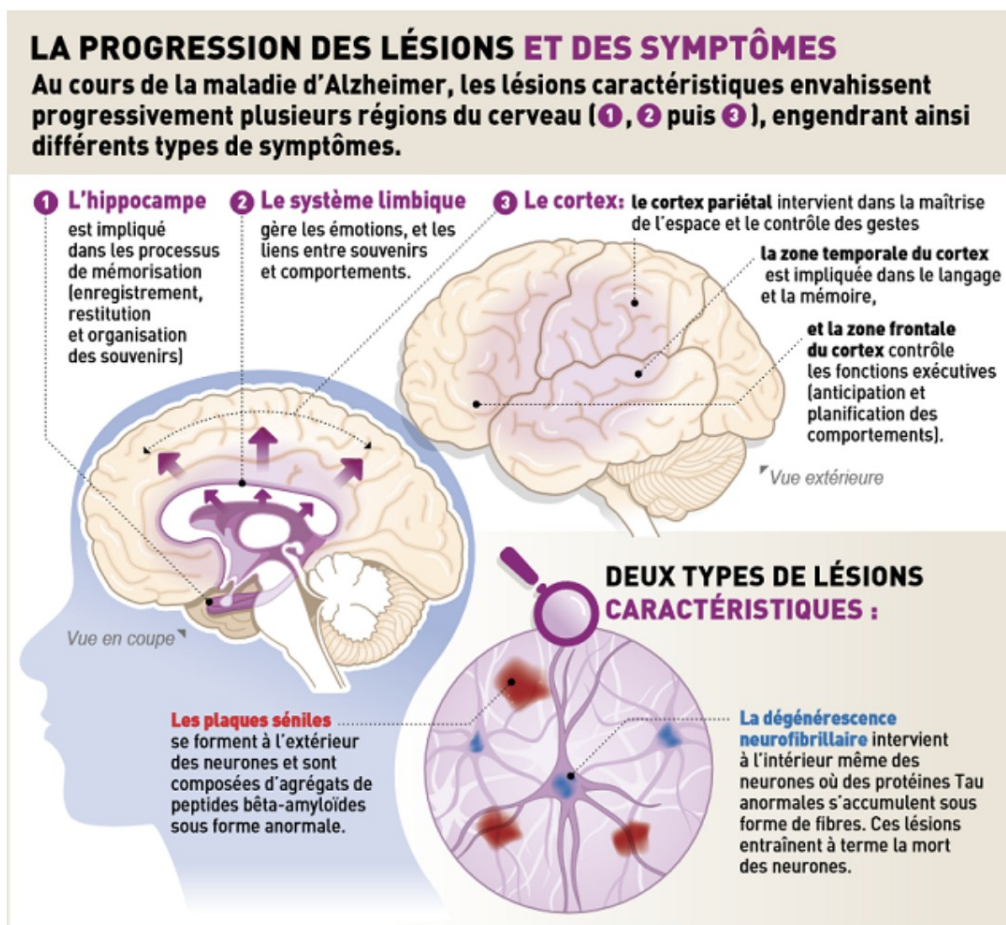 LA PROGRESSION DES LÉSIONS ET DES SYMPTÔMES
Au cours de la maladie d'Alzheimer, les lésions caractéristiques envahissent
progressivement plusieurs régions du cerveau (1, 2 puis 3), engendrant ainsi
différents types de symptômes.
1 L'hippocampe
est impliqué
dans les processus
de mémorisation
(enregistrement,
restitution
et organisation
des souvenirs)
2 Le système limbique
gère les émotions, et les
liens entre souvenirs
et comportements.
3 Le cortex: le cortex pariétal intervient dans la maîtrise
de l'espace et le contrôle des gestes
la zone temporale du cortex
est impliquée dans le langage
et la mémoire,
et la zone frontale
du cortex contrôle
les fonctions exécutives
(anticipation et
planification des
comportements).
Vue extérieure
Vue en coupe
DEUX TYPES DE LÉSIONS
CARACTÉRISTIQUES :
Les plaques séniles
se forment à l'extérieur
des neurones et sont
composées d'agrégats de
peptides bêta-amyloïdes
sous forme anormale.
La dégénérescence
neurofibrillaire intervient
à l'intérieur même des
neurones où des protéines Tau
anormales s'accumulent sous
forme de fibres. Ces lésions
entraînent à terme la mort
des neurones.